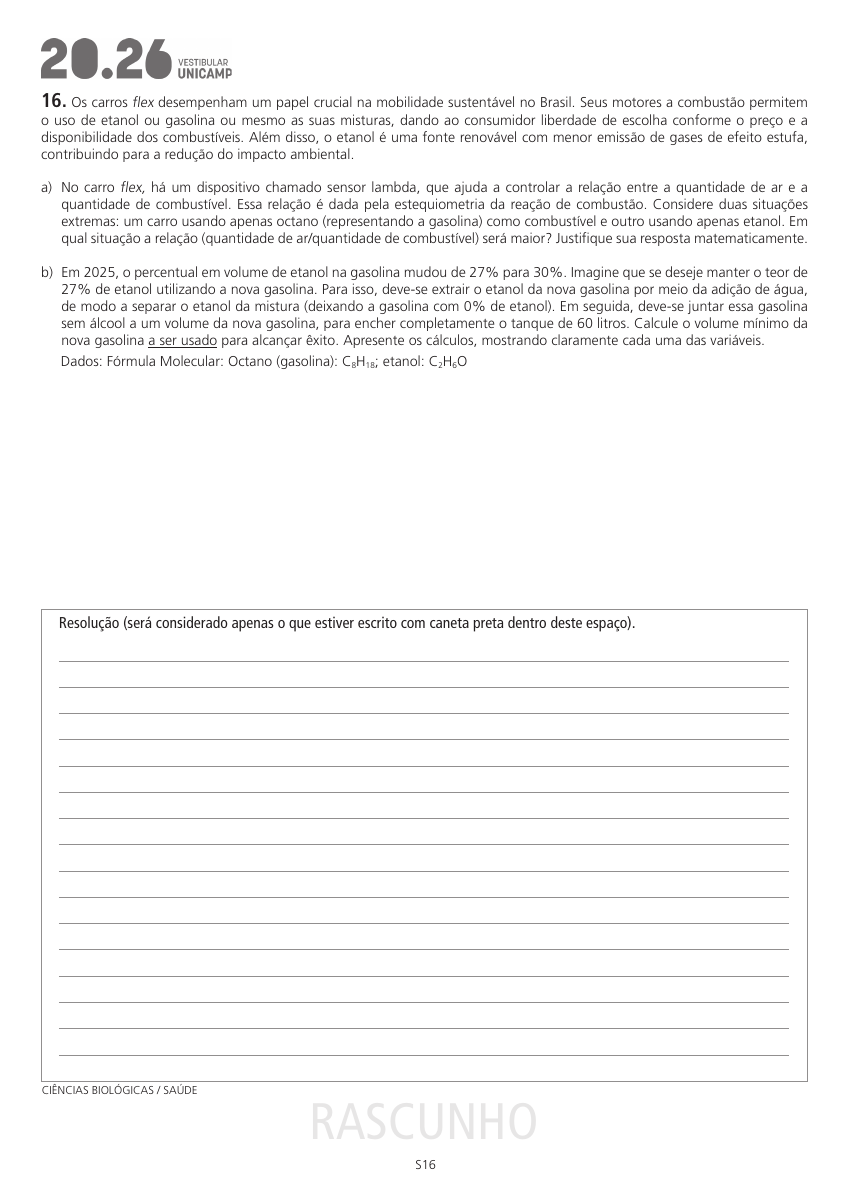 20.26 VESTIBULAR
UNICAMP
16. Os carros flex desempenham um papel crucial na mobilidade sustentável no Brasil. Seus motores a combustão permitem
o uso de etanol ou gasolina ou mesmo as suas misturas, dando ao consumidor liberdade de escolha conforme o preço e a
disponibilidade dos combustíveis. Além disso, o etanol é uma fonte renovável com menor emissão de gases de efeito estufa,
contribuindo para a redução do impacto ambiental.
a) No carro flex, há um dispositivo chamado sensor lambda, que ajuda a controlar a relação entre a quantidade de ar e a
quantidade de combustível. Essa relação é dada pela estequiometria da reação de combustão. Considere duas situações
extremas: um carro usando apenas octano (representando a gasolina) como combustível e outro usando apenas etanol. Em
qual situação a relação (quantidade de ar/quantidade de combustível) será maior? Justifique sua resposta matematicamente.
b) Em 2025, o percentual em volume de etanol na gasolina mudou de 27% para 30%. Imagine que se deseje manter o teor de
27% de etanol utilizando a nova gasolina. Para isso, deve-se extrair o etanol da nova gasolina por meio da adição de água,
de modo a separar o etanol da mistura (deixando a gasolina com 0% de etanol). Em seguida, deve-se juntar essa gasolina
sem álcool a um volume da nova gasolina, para encher completamente o tanque de 60 litros. Calcule o volume mínimo da
nova gasolina a ser usado para alcançar êxito. Apresente os cálculos, mostrando claramente cada uma das variáveis.
Dados: Fórmula Molecular: Octano (gasolina): C₈H₁₈; etanol: C₂H₆O
Resolução (será considerado apenas o que estiver escrito com caneta preta dentro deste espaço).
CIÊNCIAS BIOLÓGICAS / SAÚDE
RASCUNHO
S16